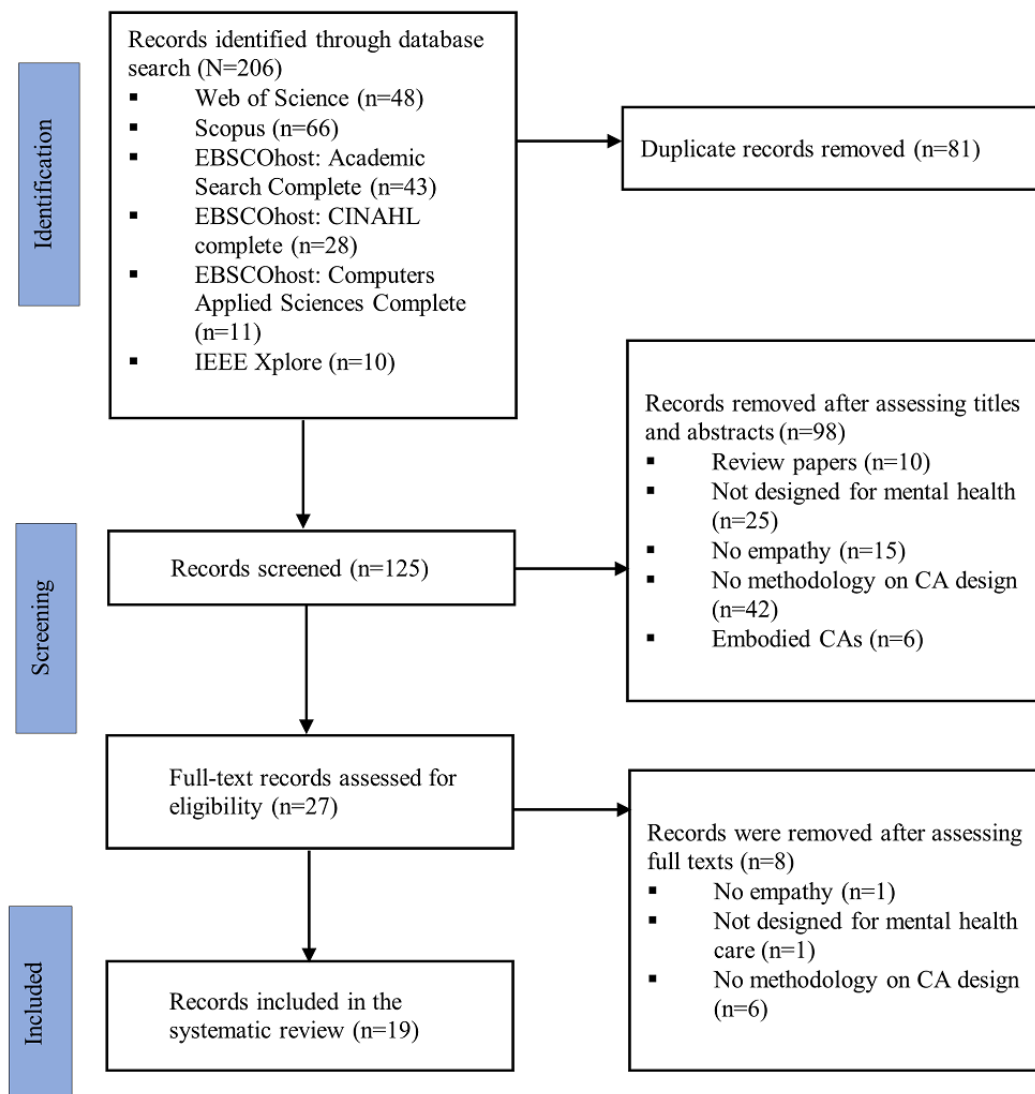 Identification
Records identified through database
search (N=206)
▪ Web of Science (n=48)
▪ Scopus (n=66)
▪ EBSCOhost: Academic
Search Complete (n=43)
▪ EBSCOhost: CINAHL
complete (n=28)
▪ EBSCOhost: Computers
Applied Sciences Complete
(n=11)
▪ IEEE Xplore (n=10)
Duplicate records removed (n=81)
Screening
Records screened (n=125)
Records removed after assessing titles
and abstracts (n=98)
▪ Review papers (n=10)
▪ Not designed for mental health
(n=25)
▪ No empathy (n=15)
▪ No methodology on CA design
(n=42)
▪ Embodied CAs (n=6)
Full-text records assessed for
eligibility (n=27)
Records were removed after assessing
full texts (n=8)
▪ No empathy (n=1)
▪ Not designed for mental health
care (n=1)
▪ No methodology on CA design
(n=6)
Included
Records included in the
systematic review (n=19)